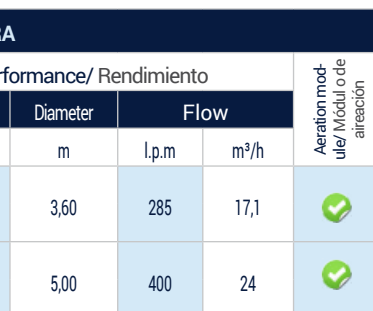 RA
rformance/ Rendimiento
Aeration mod-
ule/ Módulo de
aireación
Diameter Flow
m l.p.m m³/h
3,60 285 17,1
5,00 400 24